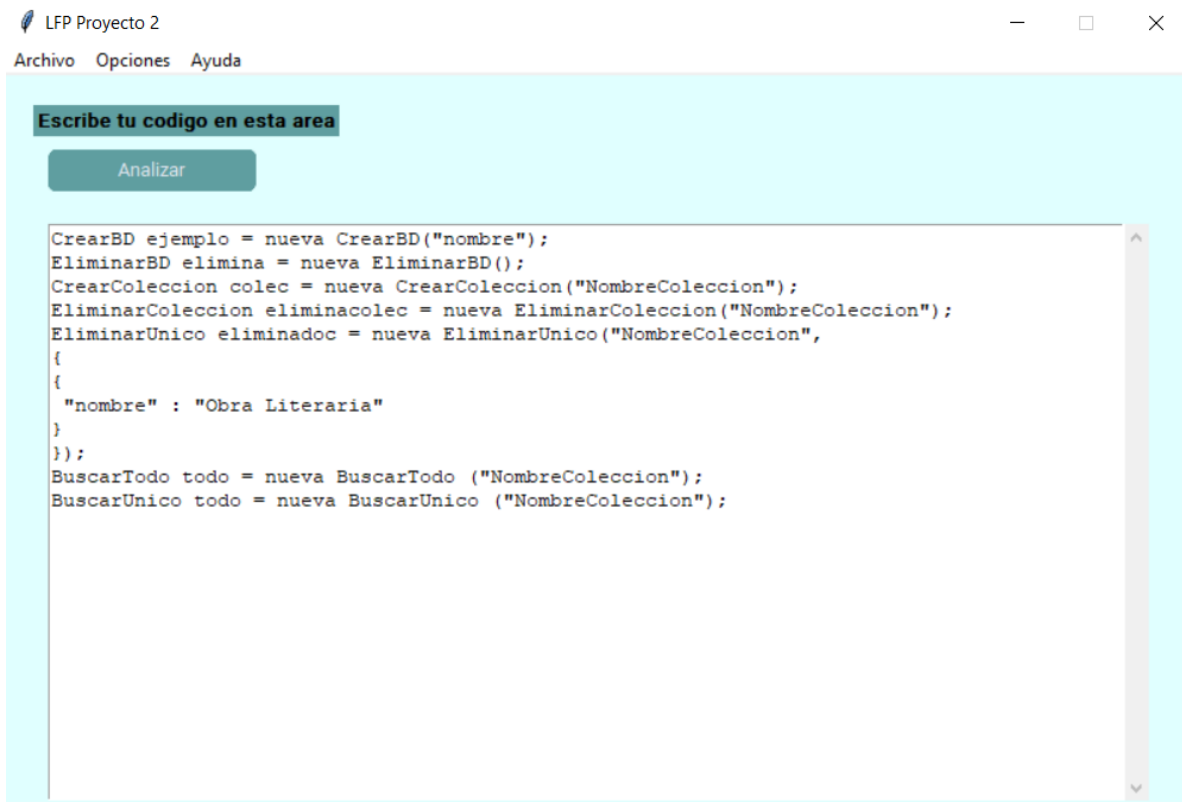 LFP Proyecto 2
Archivo Opciones Ayuda
Escribe tu codigo en esta area
Analizar
CrearBD ejemplo = nueva CrearBD("nombre");
EliminarBD elimina = nueva EliminarBD();
CrearColeccion colec = nueva CrearColeccion("NombreColeccion");
EliminarColeccion eliminacolec = nueva EliminarColeccion("NombreColeccion");
EliminarUnico eliminadoc = nueva EliminarUnico("NombreColeccion",
{
{
 "nombre" : "Obra Literaria"
}
});
BuscarTodo todo = nueva BuscarTodo ("NombreColeccion");
BuscarUnico todo = nueva BuscarUnico ("NombreColeccion");